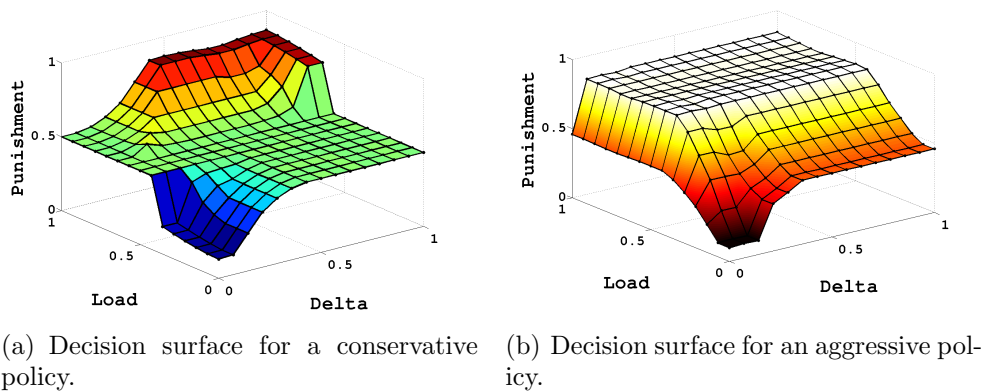 1
0.5
0
1
0.5
0
0
0.5
1
Punishment
Load
Delta
1
0.5
0
1
0.5
0
0
0.5
1
Punishment
Load
Delta
(a) Decision surface for a conservative
policy.
(b) Decision surface for an aggressive pol-
icy.